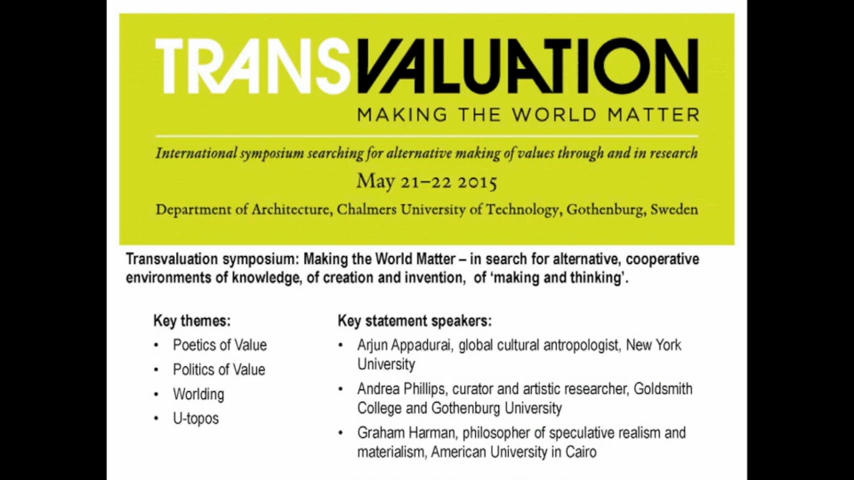 TRANSVALUATION
MAKING THE WORLD MATTER
International symposium searching for alternative making of values through and in research
May 21–22 2015
Department of Architecture, Chalmers University of Technology, Gothenburg, Sweden
Transvaluation symposium: Making the World Matter – in search for alternative, cooperative
environments of knowledge, of creation and invention, of ‘making and thinking’.
Key themes:
• Poetics of Value
• Politics of Value
• Worlding
• U-topos
Key statement speakers:
• Arjun Appadurai, global cultural antropologist, New York
University
• Andrea Phillips, curator and artistic researcher, Goldsmith
College and Gothenburg University
• Graham Harman, philosopher of speculative realism and
materialism, American University in Cairo